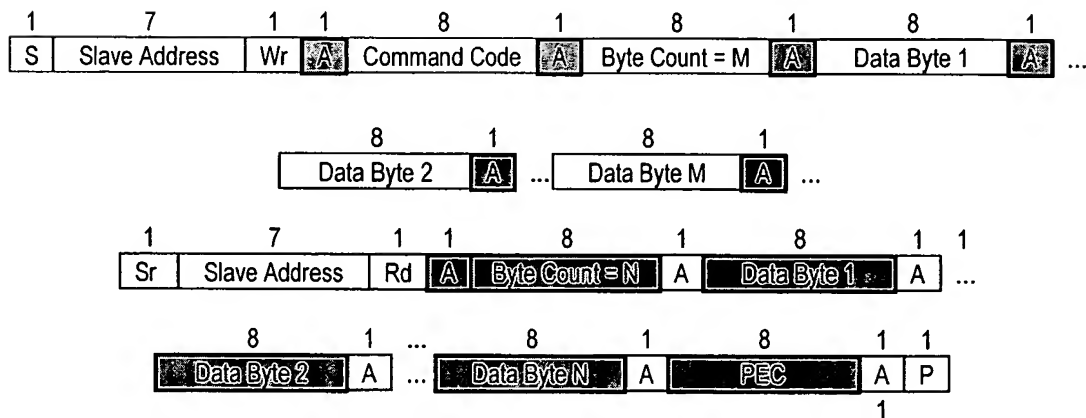 1 7 1 1 8 1 8 1 8 1
S Slave Address Wr A Command Code A Byte Count = M A Data Byte 1 A ...
8 1 8 1
Data Byte 2 A ... Data Byte M A ...
1 7 1 1 8 1 8 1 1
Sr Slave Address Rd A Byte Count = N A Data Byte 1 A ...
8 1 ... 8 1 8 1 1
Data Byte 2 A ... Data Byte N A PEC A P
1